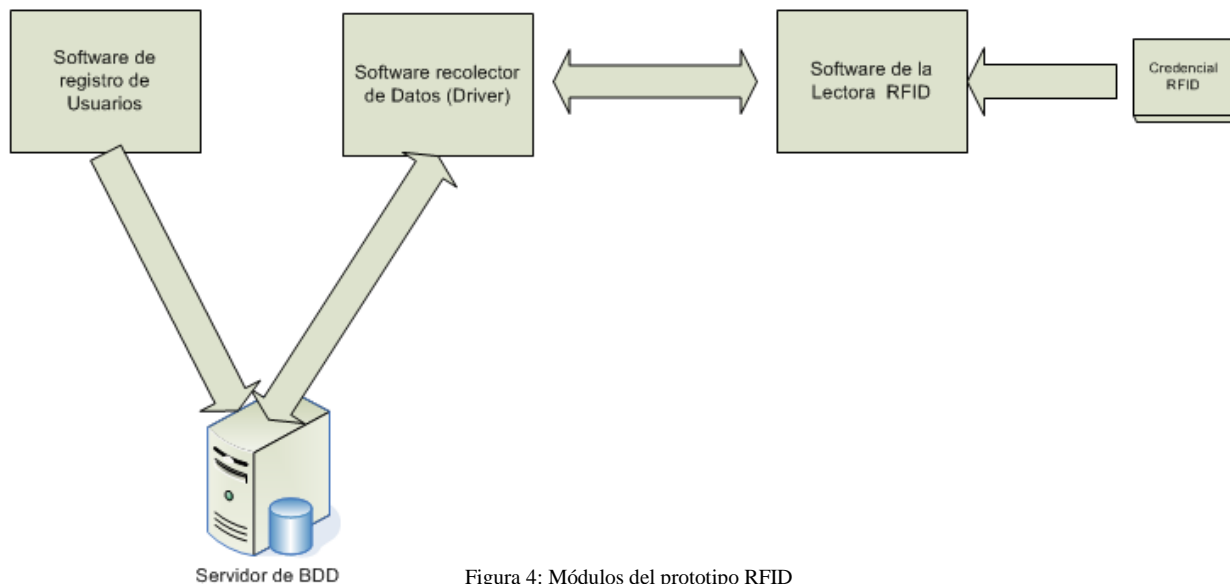 Software de
registro de
Usuarios
Software recolector
de Datos (Driver)
Software de la
Lectora RFID
Credencial
RFID
Servidor de BDD
Figura 4: Módulos del prototipo RFID